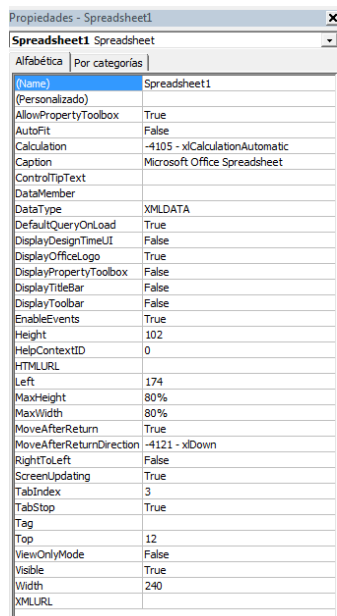 Propiedades - Spreadsheet1
Spreadsheet1 Spreadsheet
Alfabética Por categorías
(Name) Spreadsheet1
(Personalizado)
AllowPropertyToolbox True
AutoFit False
Calculation -4105 - xlCalculationAutomatic
Caption Microsoft Office Spreadsheet
ControlTipText
DataMember
DataType XMLDATA
DefaultQueryOnLoad True
DisplayDesignTimeUI False
DisplayOfficeLogo True
DisplayPropertyToolbox False
DisplayTitleBar False
DisplayToolbar False
EnableEvents True
Height 102
HelpContextID 0
HTMLURL
Left 174
MaxHeight 80%
MaxWidth 80%
MoveAfterReturn True
MoveAfterReturnDirection -4121 - xlDown
RightToLeft False
ScreenUpdating True
TabIndex 3
TabStop True
Tag
Top 12
ViewOnlyMode False
Visible True
Width 240
XMLURL